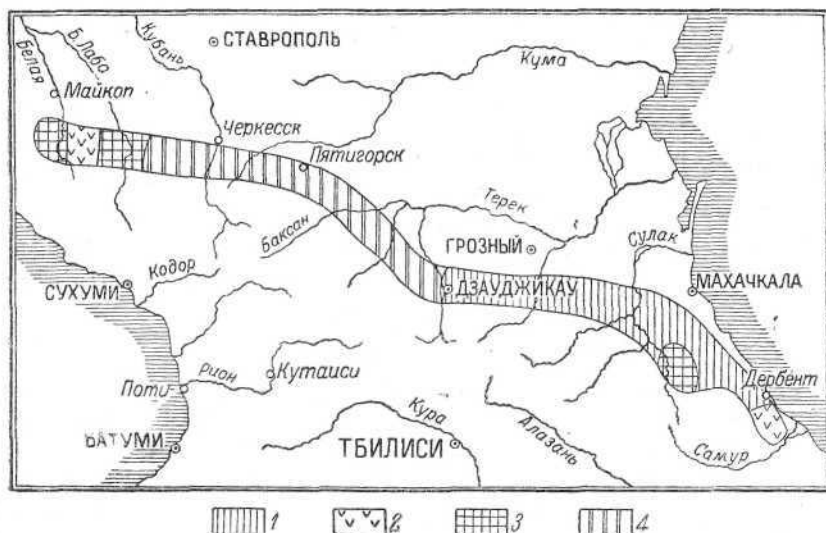 СТАВРОПОЛЬ
Белая
Б. Лаба
Кубань
Кума
Майкоп
Черкесск
Пятигорск
Терек
Баксан
ГРОЗНЫЙ
Сулак
Кодор
СУХУМИ
ДЗАУДЖИКАУ
МАХАЧКАЛА
Рион
Кутаиси
Поти
Дербент
Кура
Алазань
БАТУМИ
ТБИЛИСИ
Самур
1 2 3 4